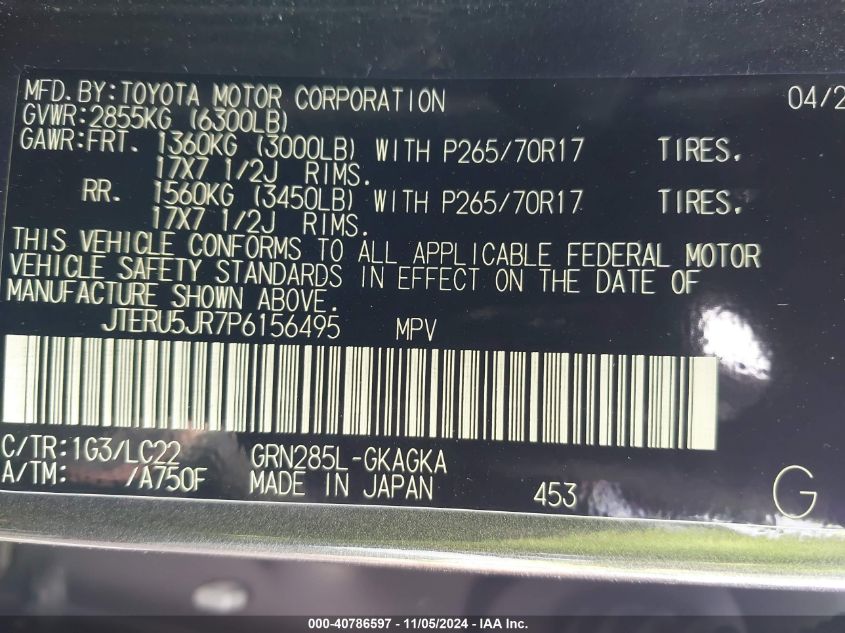 MFD. BY: TOYOTA MOTOR CORPORATION 04/2
GVWR: 2855KG (6300LB)
GAWR: FRT. 1360KG (3000LB) WITH P265/70R17 TIRES.
17X7 1/2J RIMS.
RR. 1560KG (3450LB) WITH P265/70R17 TIRES.
17X7 1/2J RIMS.
THIS VEHICLE CONFORMS TO ALL APPLICABLE FEDERAL MOTOR
VEHICLE SAFETY STANDARDS IN EFFECT ON THE DATE OF
MANUFACTURE SHOWN ABOVE.
JTERU5JR7P6156495 MPV
C/TR: 1G3/LC22 GRN285L-GKAGKA
A/TM: /A750F MADE IN JAPAN 453 G
000-40786597 - 11/05/2024 - IAA Inc.